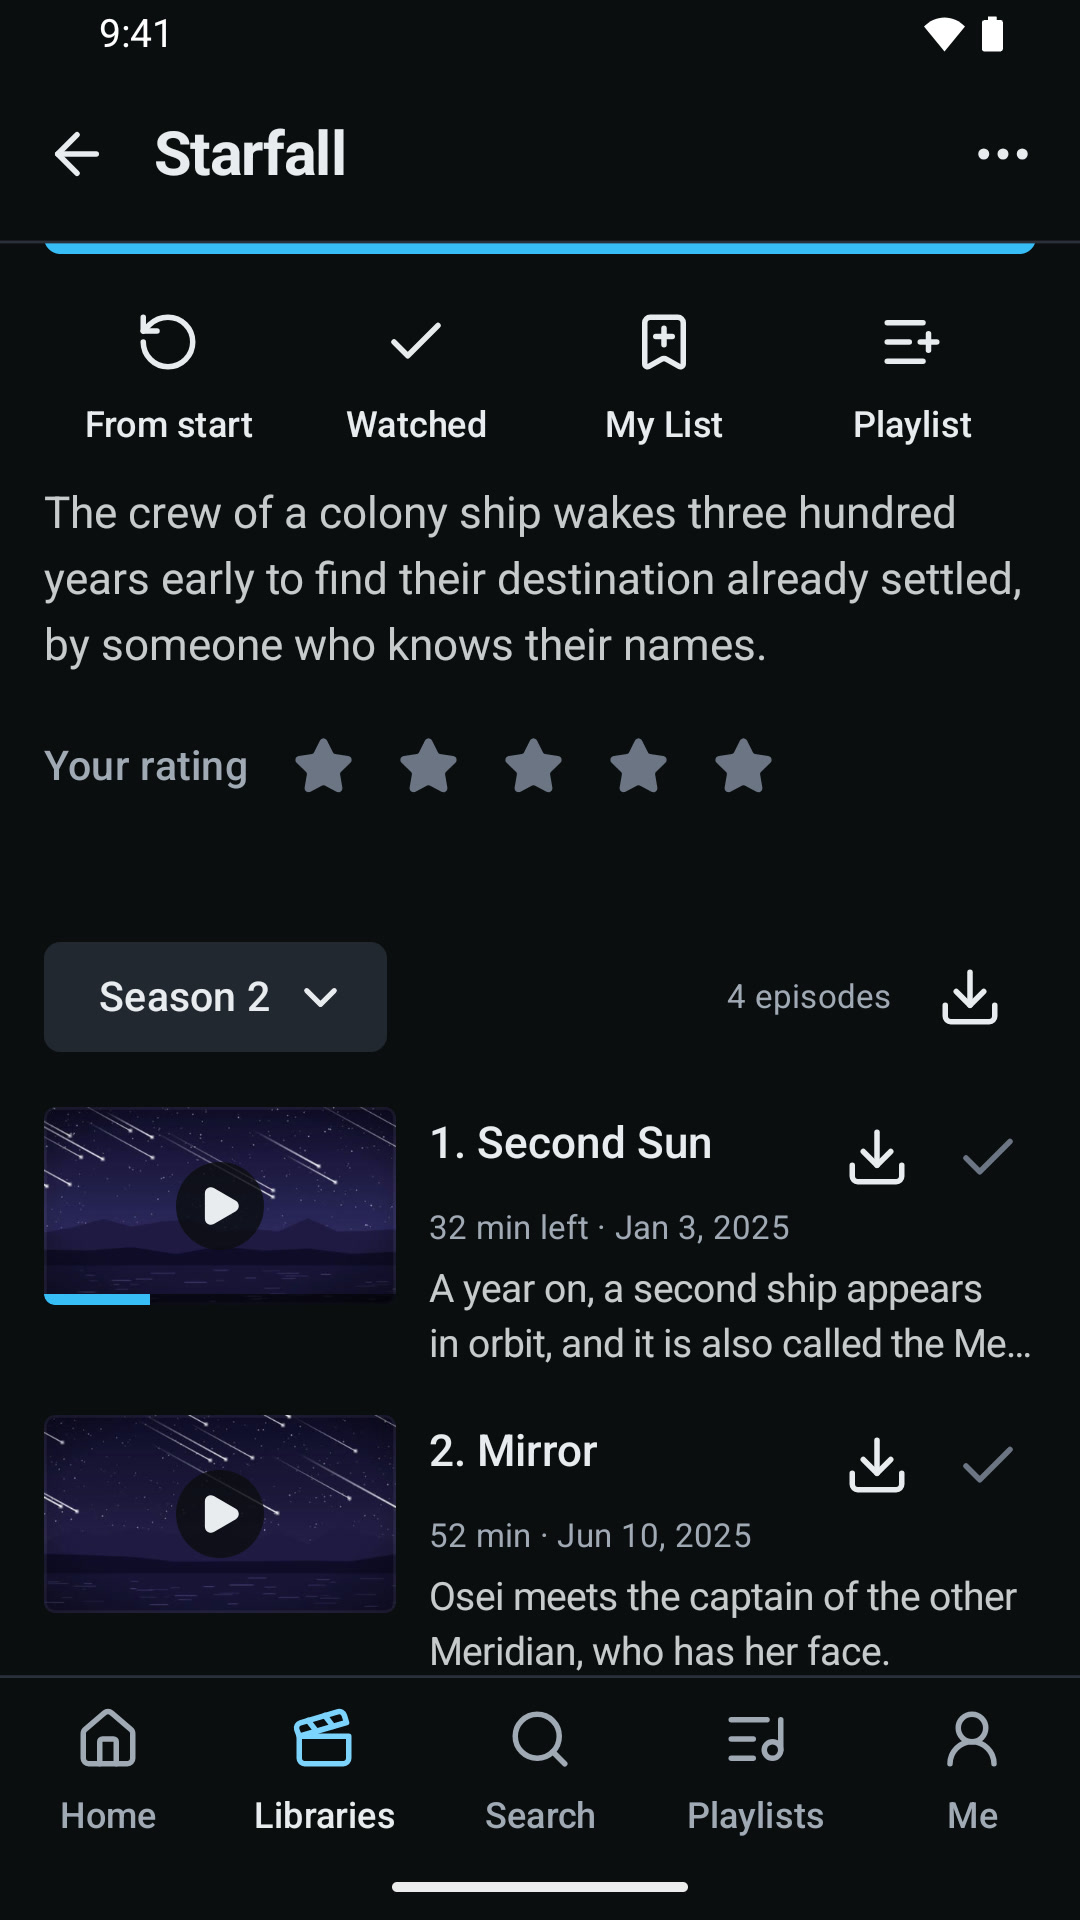 9:41
Starfall
From start
Watched
My List
Playlist
The crew of a colony ship wakes three hundred
years early to find their destination already settled,
by someone who knows their names.
Your rating
Season 2
4 episodes
1. Second Sun
32 min left · Jan 3, 2025
A year on, a second ship appears
in orbit, and it is also called the Me...
2. Mirror
52 min · Jun 10, 2025
Osei meets the captain of the other
Meridian, who has her face.
Home
Libraries
Search
Playlists
Me